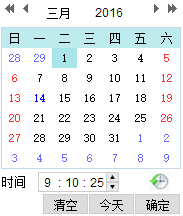 三月 2016
日 一 二 三 四 五 六
28 29 1 2 3 4 5
6 7 8 9 10 11 12
13 14 15 16 17 18 19
20 21 22 23 24 25 26
27 28 29 30 31 1 2
3 4 5 6 7 8 9
时间 9 : 10 : 25
清空 今天 确定